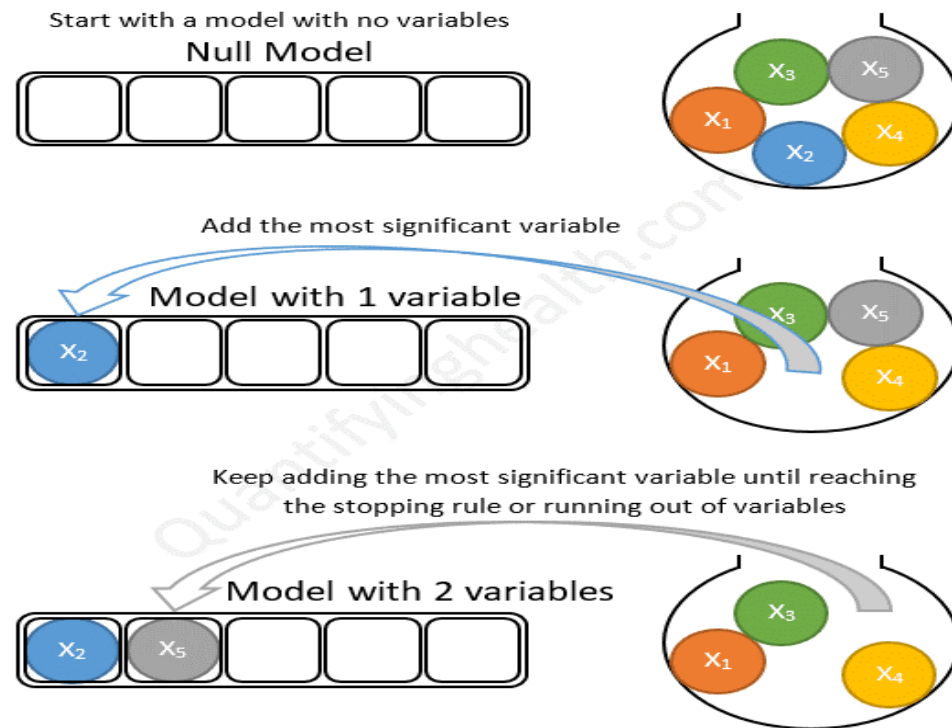 Start with a model with no variables
Null Model
X₃ X₅
X₁ X₄
X₂
Add the most significant variable
Model with 1 variable
X₂
X₃ X₅
X₁ X₄
Keep adding the most significant variable until reaching
the stopping rule or running out of variables
Model with 2 variables
X₂ X₅
X₃
X₁ X₄
Quantifyinghealth.com